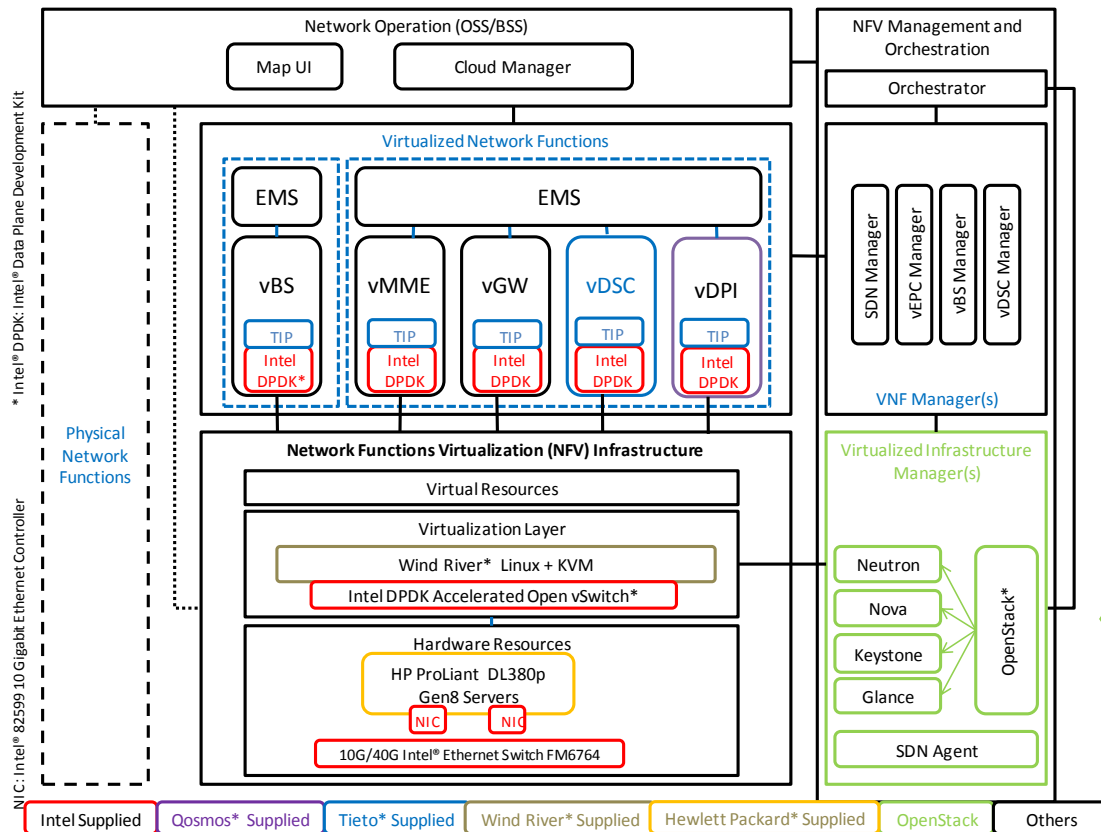 Network Operation (OSS/BSS)
Map UI
Cloud Manager
NFV Management and
Orchestration
Orchestrator
* Intel® DPDK: Intel® Data Plane Development Kit
NIC: Intel® 82599 10 Gigabit Ethernet Controller
Physical
Network
Functions
Virtualized Network Functions
EMS
EMS
vBS
TIP
Intel
DPDK*
vMME
TIP
Intel
DPDK
vGW
TIP
Intel
DPDK
vDSC
TIP
Intel
DPDK
vDPI
TIP
Intel
DPDK
SDN Manager
vEPC Manager
vBS Manager
vDSC Manager
VNF Manager(s)
Network Functions Virtualization (NFV) Infrastructure
Virtual Resources
Virtualization Layer
Wind River* Linux + KVM
Intel DPDK Accelerated Open vSwitch*
Hardware Resources
HP ProLiant DL380p
Gen8 Servers
NIC
NIC
10G/40G Intel® Ethernet Switch FM6764
Virtualized Infrastructure
Manager(s)
Neutron
Nova
Keystone
Glance
OpenStack*
SDN Agent
Intel Supplied
Qosmos* Supplied
Tieto* Supplied
Wind River* Supplied
Hewlett Packard* Supplied
OpenStack
Others